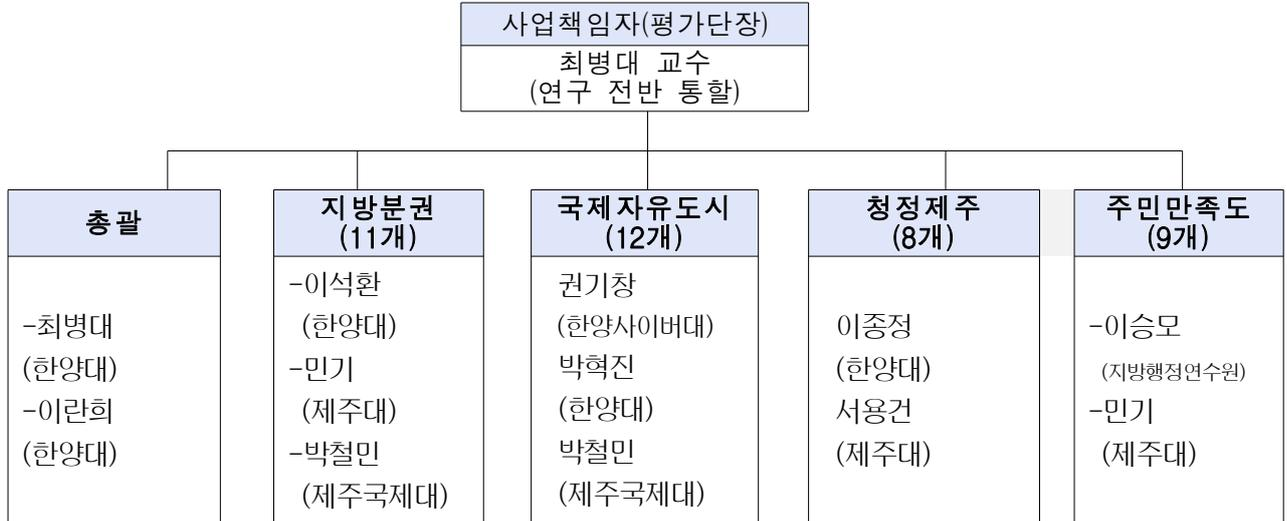 사업책임자(평가단장)
최병대 교수
(연구 전반 통할)
총괄
-최병대
(한양대)
-이란희
(한양대)
지방분권
(11개)
-이석환
(한양대)
-민기
(제주대)
-박철민
(제주국제대)
국제자유도시
(12개)
권기창
(한양사이버대)
박혁진
(한양대)
박철민
(제주국제대)
청정제주
(8개)
이종정
(한양대)
서용건
(제주대)
주민만족도
(9개)
-이승모
(지방행정연수원)
-민기
(제주대)